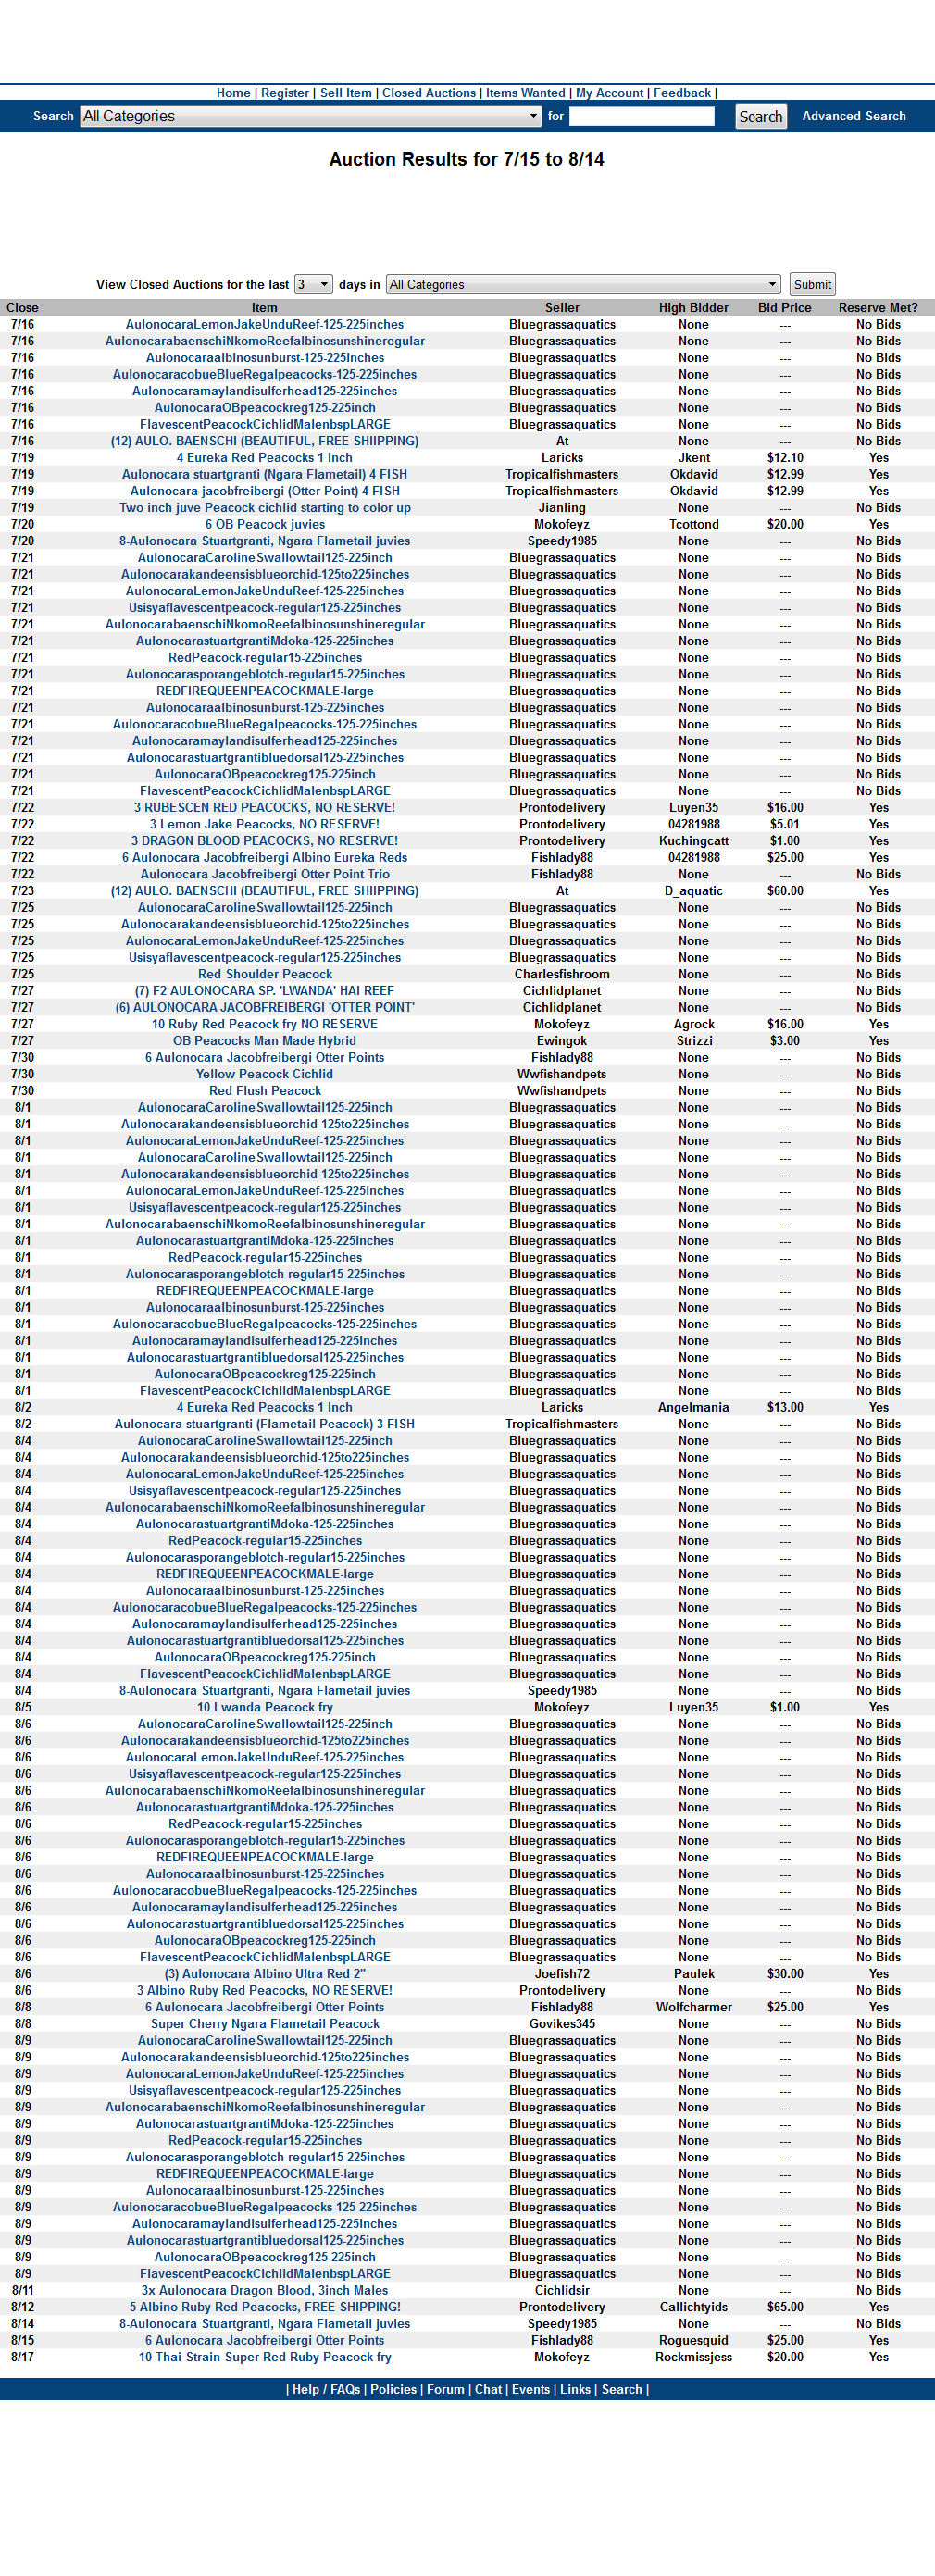 Home | Register | Sell Item | Closed Auctions | Items Wanted | My Account | Feedback |
Search All Categories for Search Advanced Search
Auction Results for 7/15 to 8/14
View Closed Auctions for the last 3 days in All Categories Submit
Close Item Seller High Bidder Bid Price Reserve Met?
7/16 AulonocaraLemonJakeUnduReef-125-225inches Bluegrassaquatics None --- No Bids
7/16 AulonocarabaenschiNkomoReefalbinosunshineregular Bluegrassaquatics None --- No Bids
7/16 Aulonocaraalbinosunburst-125-225inches Bluegrassaquatics None --- No Bids
7/16 AulonocaracobueBlueRegalpeacocks-125-225inches Bluegrassaquatics None --- No Bids
7/16 Aulonocaramaylandisulferhead125-225inches Bluegrassaquatics None --- No Bids
7/16 AulonocaraOBpeacockreg125-225inch Bluegrassaquatics None --- No Bids
7/16 FlavescentPeacockCichlidMalenbspLARGE Bluegrassaquatics None --- No Bids
7/16 (12) AULO. BAENSCHI (BEAUTIFUL, FREE SHIIPPING) At None --- No Bids
7/19 4 Eureka Red Peacocks 1 Inch Laricks Jkent $12.10 Yes
7/19 Aulonocara stuartgranti (Ngara Flametail) 4 FISH Tropicalfishmasters Okdavid $12.99 Yes
7/19 Aulonocara jacobfreibergi (Otter Point) 4 FISH Tropicalfishmasters Okdavid $12.99 Yes
7/19 Two inch juve Peacock cichlid starting to color up Jianling None --- No Bids
7/20 6 OB Peacock juvies Mokofeyz Tcottond $20.00 Yes
7/20 8-Aulonocara Stuartgranti, Ngara Flametail juvies Speedy1985 None --- No Bids
7/21 AulonocaraCarolineSwallowtail125-225inch Bluegrassaquatics None --- No Bids
7/21 Aulonocarakandeensisblueorchid-125to225inches Bluegrassaquatics None --- No Bids
7/21 AulonocaraLemonJakeUnduReef-125-225inches Bluegrassaquatics None --- No Bids
7/21 Usisyaflavescentpeacock-regular125-225inches Bluegrassaquatics None --- No Bids
7/21 AulonocarabaenschiNkomoReefalbinosunshineregular Bluegrassaquatics None --- No Bids
7/21 AulonocarastuartgrantiMdoka-125-225inches Bluegrassaquatics None --- No Bids
7/21 RedPeacock-regular15-225inches Bluegrassaquatics None --- No Bids
7/21 Aulonocarasporangeblotch-regular15-225inches Bluegrassaquatics None --- No Bids
7/21 REDFIREQUEENPEACOCKMALE-large Bluegrassaquatics None --- No Bids
7/21 Aulonocaraalbinosunburst-125-225inches Bluegrassaquatics None --- No Bids
7/21 AulonocaracobueBlueRegalpeacocks-125-225inches Bluegrassaquatics None --- No Bids
7/21 Aulonocaramaylandisulferhead125-225inches Bluegrassaquatics None --- No Bids
7/21 Aulonocarastuartgrantibluedorsal125-225inches Bluegrassaquatics None --- No Bids
7/21 AulonocaraOBpeacockreg125-225inch Bluegrassaquatics None --- No Bids
7/21 FlavescentPeacockCichlidMalenbspLARGE Bluegrassaquatics None --- No Bids
7/22 3 RUBESCEN RED PEACOCKS, NO RESERVE! Prontodelivery Luyen35 $16.00 Yes
7/22 3 Lemon Jake Peacocks, NO RESERVE! Prontodelivery 04281988 $5.01 Yes
7/22 3 DRAGON BLOOD PEACOCKS, NO RESERVE! Prontodelivery Kuchingcatt $1.00 Yes
7/22 6 Aulonocara Jacobfreibergi Albino Eureka Reds Fishlady88 04281988 $25.00 Yes
7/22 Aulonocara Jacobfreibergi Otter Point Trio Fishlady88 None --- No Bids
7/23 (12) AULO. BAENSCHI (BEAUTIFUL, FREE SHIIPPING) At D_aquatic $60.00 Yes
7/25 AulonocaraCarolineSwallowtail125-225inch Bluegrassaquatics None --- No Bids
7/25 Aulonocarakandeensisblueorchid-125to225inches Bluegrassaquatics None --- No Bids
7/25 AulonocaraLemonJakeUnduReef-125-225inches Bluegrassaquatics None --- No Bids
7/25 Usisyaflavescentpeacock-regular125-225inches Bluegrassaquatics None --- No Bids
7/25 Red Shoulder Peacock Charlesfishroom None --- No Bids
7/27 (7) F2 AULONOCARA SP. 'LWANDA' HAI REEF Cichlidplanet None --- No Bids
7/27 (6) AULONOCARA JACOBFREIBERGI 'OTTER POINT' Cichlidplanet None --- No Bids
7/27 10 Ruby Red Peacock fry NO RESERVE Mokofeyz Agrock $16.00 Yes
7/27 OB Peacocks Man Made Hybrid Ewingok Strizzi $3.00 Yes
7/30 6 Aulonocara Jacobfreibergi Otter Points Fishlady88 None --- No Bids
7/30 Yellow Peacock Cichlid Wwfishandpets None --- No Bids
7/30 Red Flush Peacock Wwfishandpets None --- No Bids
8/1 AulonocaraCarolineSwallowtail125-225inch Bluegrassaquatics None --- No Bids
8/1 Aulonocarakandeensisblueorchid-125to225inches Bluegrassaquatics None --- No Bids
8/1 AulonocaraLemonJakeUnduReef-125-225inches Bluegrassaquatics None --- No Bids
8/1 AulonocaraCarolineSwallowtail125-225inch Bluegrassaquatics None --- No Bids
8/1 Aulonocarakandeensisblueorchid-125to225inches Bluegrassaquatics None --- No Bids
8/1 AulonocaraLemonJakeUnduReef-125-225inches Bluegrassaquatics None --- No Bids
8/1 Usisyaflavescentpeacock-regular125-225inches Bluegrassaquatics None --- No Bids
8/1 AulonocarabaenschiNkomoReefalbinosunshineregular Bluegrassaquatics None --- No Bids
8/1 AulonocarastuartgrantiMdoka-125-225inches Bluegrassaquatics None --- No Bids
8/1 RedPeacock-regular15-225inches Bluegrassaquatics None --- No Bids
8/1 Aulonocarasporangeblotch-regular15-225inches Bluegrassaquatics None --- No Bids
8/1 REDFIREQUEENPEACOCKMALE-large Bluegrassaquatics None --- No Bids
8/1 Aulonocaraalbinosunburst-125-225inches Bluegrassaquatics None --- No Bids
8/1 AulonocaracobueBlueRegalpeacocks-125-225inches Bluegrassaquatics None --- No Bids
8/1 Aulonocaramaylandisulferhead125-225inches Bluegrassaquatics None --- No Bids
8/1 Aulonocarastuartgrantibluedorsal125-225inches Bluegrassaquatics None --- No Bids
8/1 AulonocaraOBpeacockreg125-225inch Bluegrassaquatics None --- No Bids
8/1 FlavescentPeacockCichlidMalenbspLARGE Bluegrassaquatics None --- No Bids
8/2 4 Eureka Red Peacocks 1 Inch Laricks Angelmania $13.00 Yes
8/2 Aulonocara stuartgranti (Flametail Peacock) 3 FISH Tropicalfishmasters None --- No Bids
8/4 AulonocaraCarolineSwallowtail125-225inch Bluegrassaquatics None --- No Bids
8/4 Aulonocarakandeensisblueorchid-125to225inches Bluegrassaquatics None --- No Bids
8/4 AulonocaraLemonJakeUnduReef-125-225inches Bluegrassaquatics None --- No Bids
8/4 Usisyaflavescentpeacock-regular125-225inches Bluegrassaquatics None --- No Bids
8/4 AulonocarabaenschiNkomoReefalbinosunshineregular Bluegrassaquatics None --- No Bids
8/4 AulonocarastuartgrantiMdoka-125-225inches Bluegrassaquatics None --- No Bids
8/4 RedPeacock-regular15-225inches Bluegrassaquatics None --- No Bids
8/4 Aulonocarasporangeblotch-regular15-225inches Bluegrassaquatics None --- No Bids
8/4 REDFIREQUEENPEACOCKMALE-large Bluegrassaquatics None --- No Bids
8/4 Aulonocaraalbinosunburst-125-225inches Bluegrassaquatics None --- No Bids
8/4 AulonocaracobueBlueRegalpeacocks-125-225inches Bluegrassaquatics None --- No Bids
8/4 Aulonocaramaylandisulferhead125-225inches Bluegrassaquatics None --- No Bids
8/4 Aulonocarastuartgrantibluedorsal125-225inches Bluegrassaquatics None --- No Bids
8/4 AulonocaraOBpeacockreg125-225inch Bluegrassaquatics None --- No Bids
8/4 FlavescentPeacockCichlidMalenbspLARGE Bluegrassaquatics None --- No Bids
8/4 8-Aulonocara Stuartgranti, Ngara Flametail juvies Speedy1985 None --- No Bids
8/5 10 Lwanda Peacock fry Mokofeyz Luyen35 $1.00 Yes
8/6 AulonocaraCarolineSwallowtail125-225inch Bluegrassaquatics None --- No Bids
8/6 Aulonocarakandeensisblueorchid-125to225inches Bluegrassaquatics None --- No Bids
8/6 AulonocaraLemonJakeUnduReef-125-225inches Bluegrassaquatics None --- No Bids
8/6 Usisyaflavescentpeacock-regular125-225inches Bluegrassaquatics None --- No Bids
8/6 AulonocarabaenschiNkomoReefalbinosunshineregular Bluegrassaquatics None --- No Bids
8/6 AulonocarastuartgrantiMdoka-125-225inches Bluegrassaquatics None --- No Bids
8/6 RedPeacock-regular15-225inches Bluegrassaquatics None --- No Bids
8/6 Aulonocarasporangeblotch-regular15-225inches Bluegrassaquatics None --- No Bids
8/6 REDFIREQUEENPEACOCKMALE-large Bluegrassaquatics None --- No Bids
8/6 Aulonocaraalbinosunburst-125-225inches Bluegrassaquatics None --- No Bids
8/6 AulonocaracobueBlueRegalpeacocks-125-225inches Bluegrassaquatics None --- No Bids
8/6 Aulonocaramaylandisulferhead125-225inches Bluegrassaquatics None --- No Bids
8/6 Aulonocarastuartgrantibluedorsal125-225inches Bluegrassaquatics None --- No Bids
8/6 AulonocaraOBpeacockreg125-225inch Bluegrassaquatics None --- No Bids
8/6 FlavescentPeacockCichlidMalenbspLARGE Bluegrassaquatics None --- No Bids
8/6 (3) Aulonocara Albino Ultra Red 2" Joefish72 Paulek $30.00 Yes
8/6 3 Albino Ruby Red Peacocks, NO RESERVE! Prontodelivery None --- No Bids
8/8 6 Aulonocara Jacobfreibergi Otter Points Fishlady88 Wolfcharmer $25.00 Yes
8/8 Super Cherry Ngara Flametail Peacock Govikes345 None --- No Bids
8/9 AulonocaraCarolineSwallowtail125-225inch Bluegrassaquatics None --- No Bids
8/9 Aulonocarakandeensisblueorchid-125to225inches Bluegrassaquatics None --- No Bids
8/9 AulonocaraLemonJakeUnduReef-125-225inches Bluegrassaquatics None --- No Bids
8/9 Usisyaflavescentpeacock-regular125-225inches Bluegrassaquatics None --- No Bids
8/9 AulonocarabaenschiNkomoReefalbinosunshineregular Bluegrassaquatics None --- No Bids
8/9 AulonocarastuartgrantiMdoka-125-225inches Bluegrassaquatics None --- No Bids
8/9 RedPeacock-regular15-225inches Bluegrassaquatics None --- No Bids
8/9 Aulonocarasporangeblotch-regular15-225inches Bluegrassaquatics None --- No Bids
8/9 REDFIREQUEENPEACOCKMALE-large Bluegrassaquatics None --- No Bids
8/9 Aulonocaraalbinosunburst-125-225inches Bluegrassaquatics None --- No Bids
8/9 AulonocaracobueBlueRegalpeacocks-125-225inches Bluegrassaquatics None --- No Bids
8/9 Aulonocaramaylandisulferhead125-225inches Bluegrassaquatics None --- No Bids
8/9 Aulonocarastuartgrantibluedorsal125-225inches Bluegrassaquatics None --- No Bids
8/9 AulonocaraOBpeacockreg125-225inch Bluegrassaquatics None --- No Bids
8/9 FlavescentPeacockCichlidMalenbspLARGE Bluegrassaquatics None --- No Bids
8/11 3x Aulonocara Dragon Blood, 3inch Males Cichlidsir None --- No Bids
8/12 5 Albino Ruby Red Peacocks, FREE SHIPPING! Prontodelivery Callichtyids $65.00 Yes
8/14 8-Aulonocara Stuartgranti, Ngara Flametail juvies Speedy1985 None --- No Bids
8/15 6 Aulonocara Jacobfreibergi Otter Points Fishlady88 Roguesquid $25.00 Yes
8/17 10 Thai Strain Super Red Ruby Peacock fry Mokofeyz Rockmissjess $20.00 Yes
| Help / FAQs | Policies | Forum | Chat | Events | Links | Search |